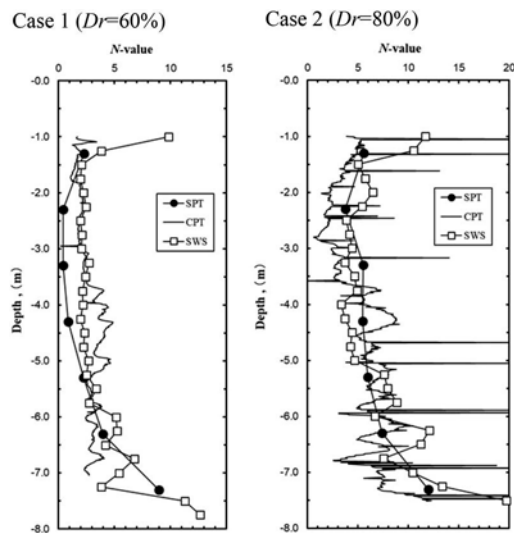 Case 1 (Dr=60%)
N-value
0 5 10 15
-0.0
-1.0
-2.0
-3.0
-4.0
-5.0
-6.0
-7.0
-8.0
Depth , (m)
SPT
CPT
SWS
Case 2 (Dr=80%)
N-value
0 5 10 15 20
-0.0
-1.0
-2.0
-3.0
-4.0
-5.0
-6.0
-7.0
-8.0
Depth , (m)
SPT
CPT
SWS